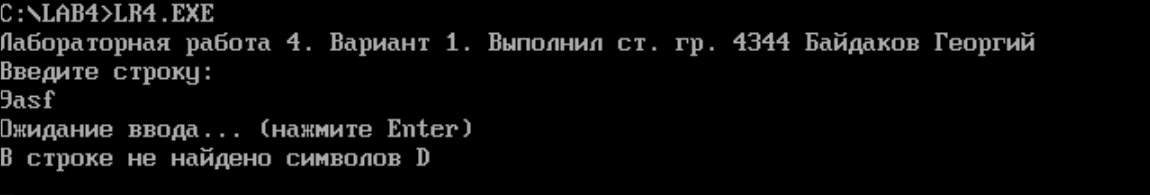 C:\LAB4>LR4.EXE
Лабораторная работа 4. Вариант 1. Выполнил ст. гр. 4344 Байдаков Георгий
Введите строку:
9asf
Ожидание ввода... (нажмите Enter)
В строке не найдено символов D